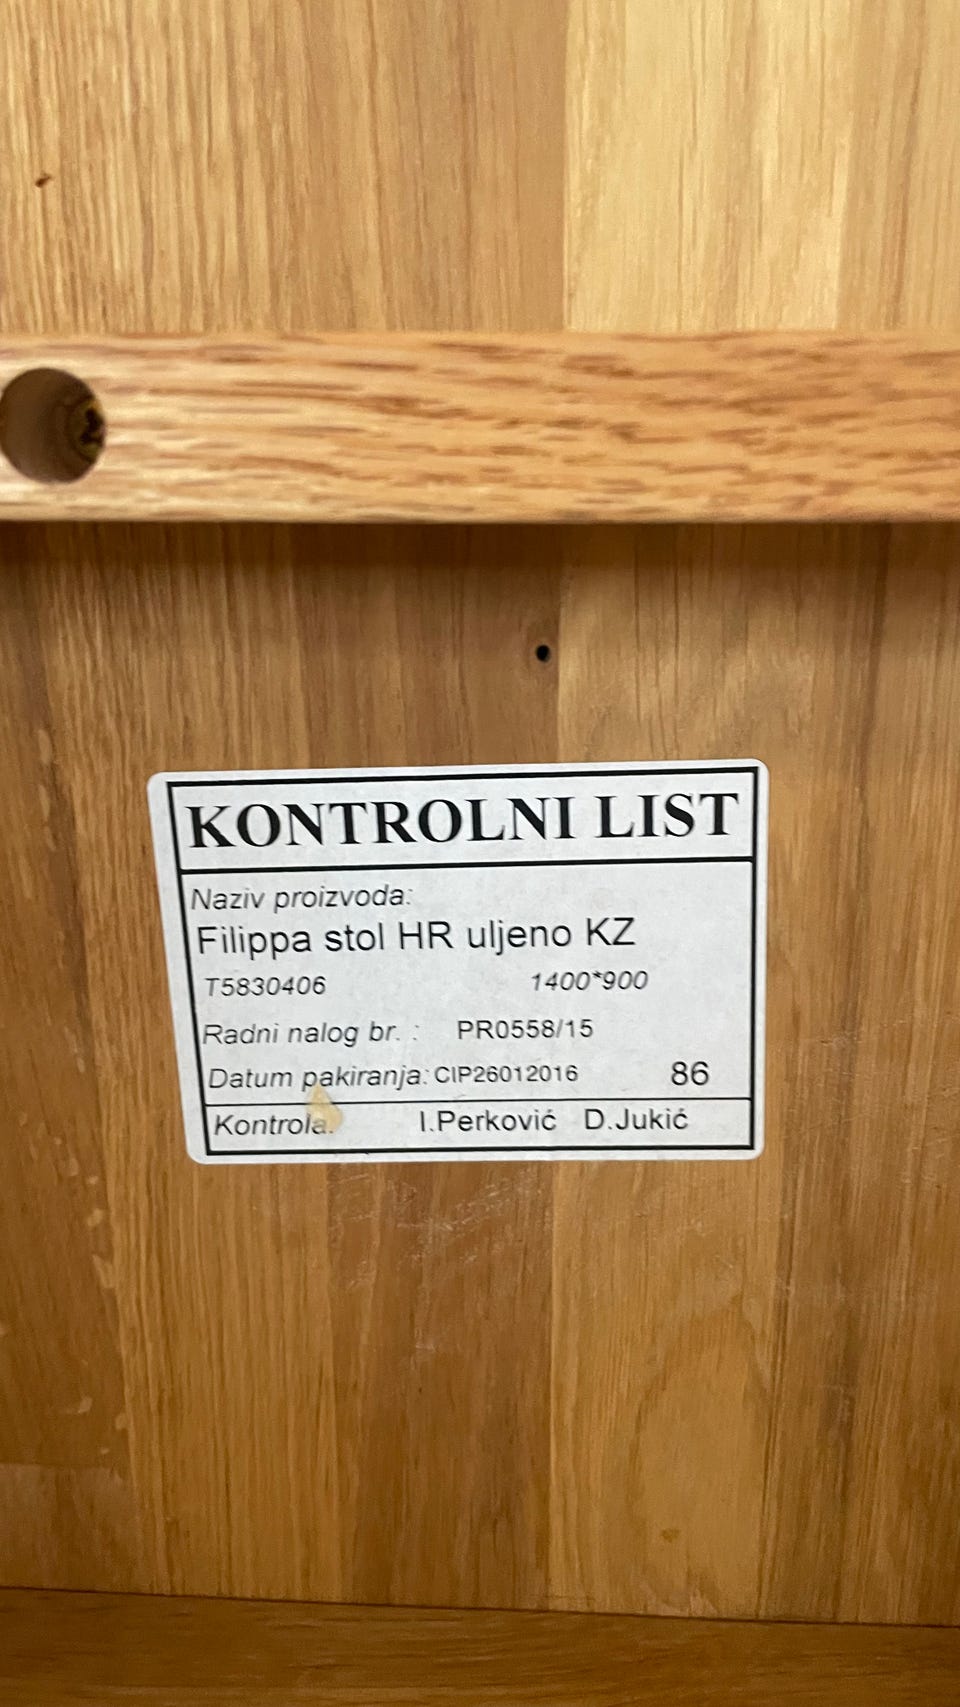 KONTROLNI LIST
Naziv proizvoda:
Filippa stol HR uljeno KZ
T5830406 1400*900
Radni nalog br. : PR0558/15
Datum pakiranja: CIP26012016 86
Kontrola: I.Perković D.Jukić